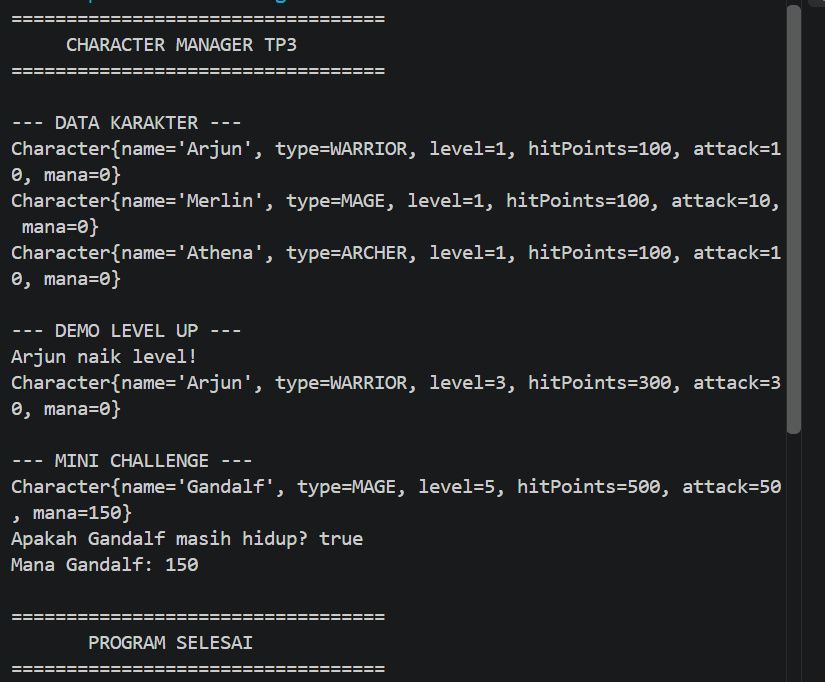 ==================================
CHARACTER MANAGER TP3
==================================
--- DATA KARAKTER ---
Character{name='Arjun', type=WARRIOR, level=1, hitPoints=100, attack=1
0, mana=0}
Character{name='Merlin', type=MAGE, level=1, hitPoints=100, attack=10,
mana=0}
Character{name='Athena', type=ARCHER, level=1, hitPoints=100, attack=1
0, mana=0}
--- DEMO LEVEL UP ---
Arjun naik level!
Character{name='Arjun', type=WARRIOR, level=3, hitPoints=300, attack=3
0, mana=0}
--- MINI CHALLENGE ---
Character{name='Gandalf', type=MAGE, level=5, hitPoints=500, attack=50
, mana=150}
Apakah Gandalf masih hidup? true
Mana Gandalf: 150
==================================
PROGRAM SELESAI
==================================